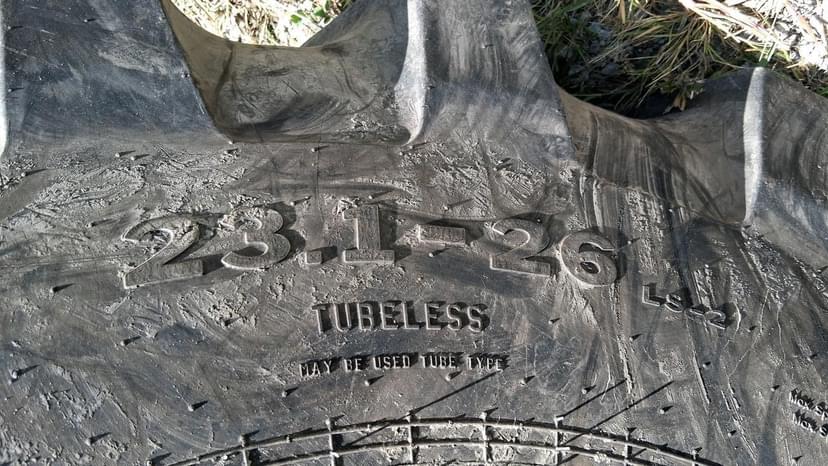 23.1-26 LS-2
TUBELESS
MAY BE USED TUBE TYPE